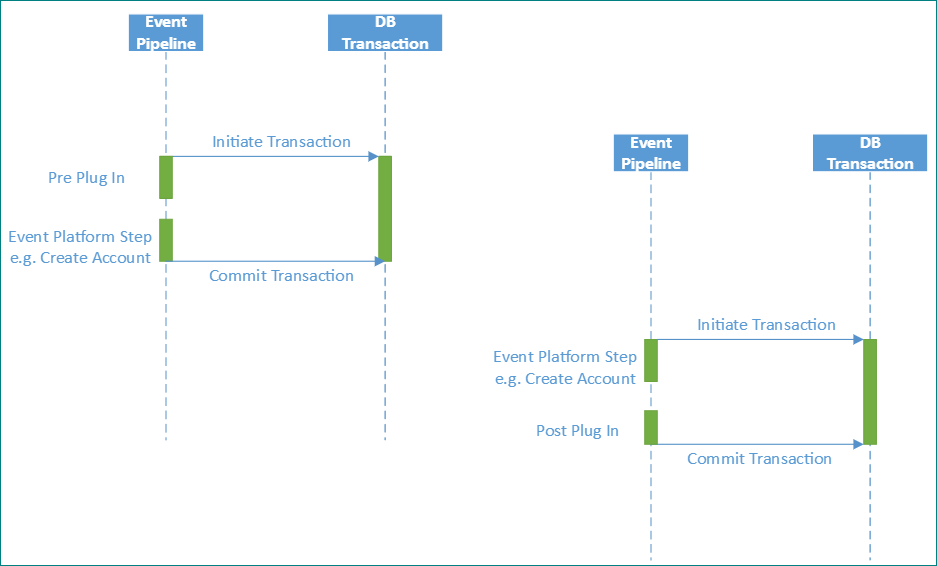 Event
Pipeline
DB
Transaction
Initiate Transaction
Pre Plug In
Event Platform Step
e.g. Create Account
Commit Transaction
Event
Pipeline
DB
Transaction
Initiate Transaction
Event Platform Step
e.g. Create Account
Post Plug In
Commit Transaction